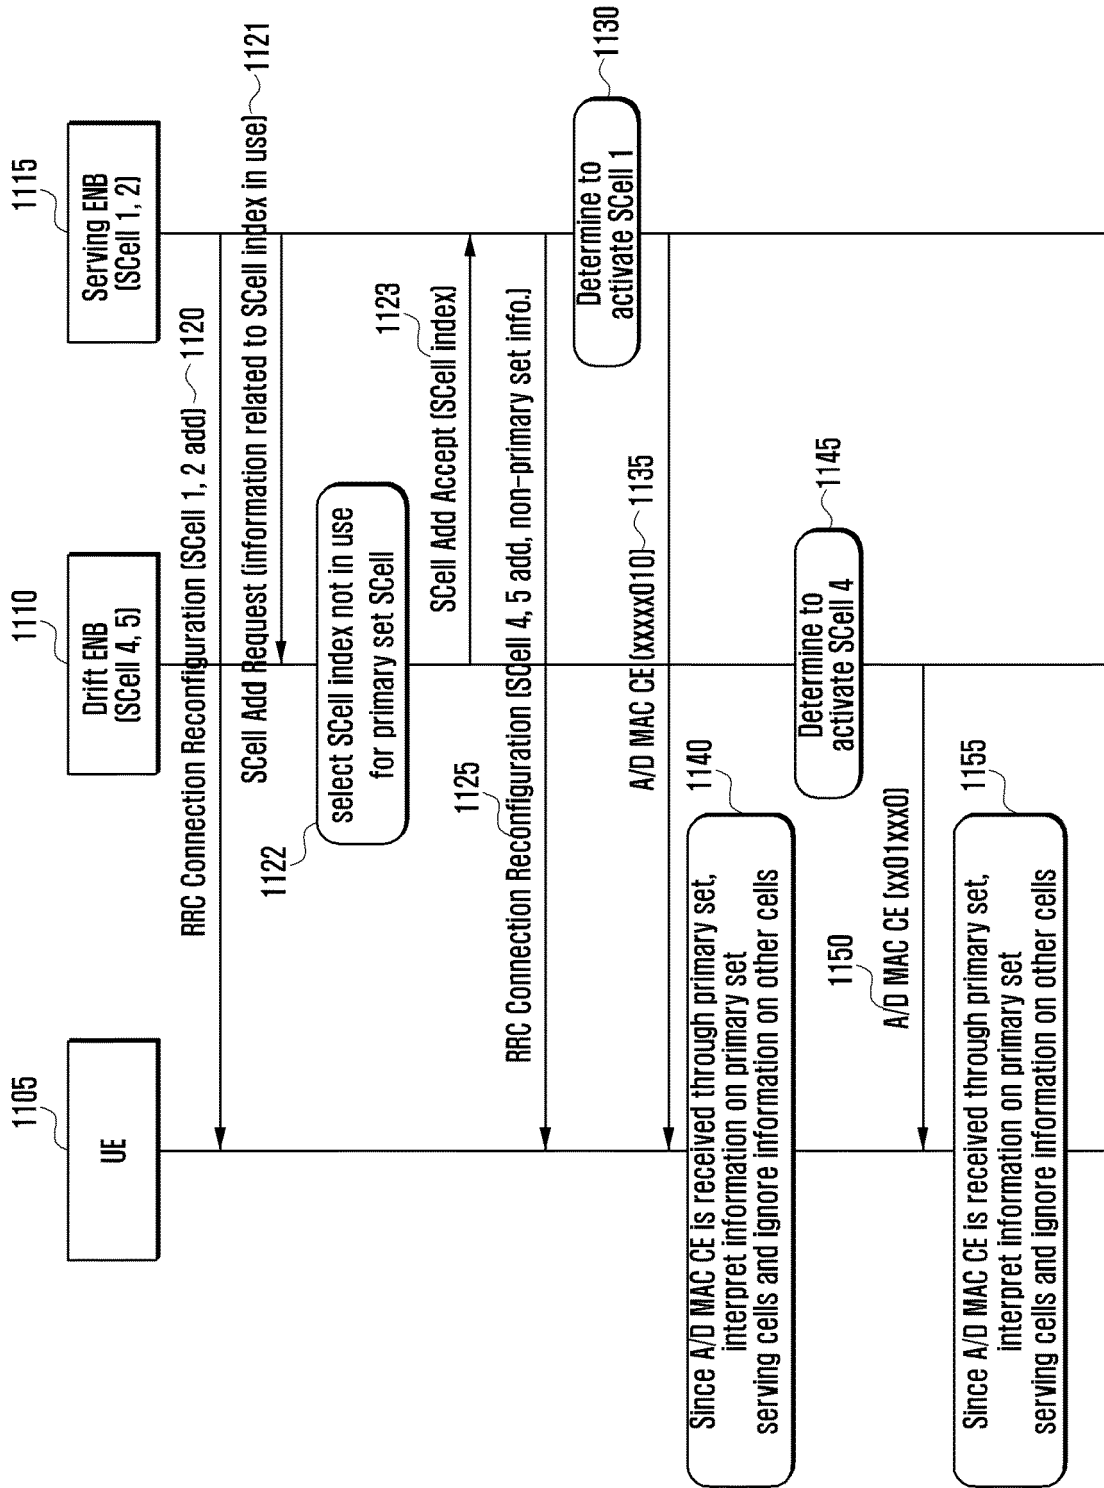 1105
UE
1110
Drift ENB
(SCell 4, 5)
1115
Serving ENB
(SCell 1, 2)
RRC Connection Reconfiguration (SCell 1, 2 add)
1120
SCell Add Request (information related to SCell index in use)
1121
select SCell index not in use
for primary set SCell
1122
SCell Add Accept (SCell index)
1123
1125
RRC Connection Reconfiguration (SCell 4, 5 add, non-primary set info.)
Determine to
activate SCell 1
1130
A/D MAC CE (xxxxx010)
1135
1140
Since A/D MAC CE is received through primary set,
interpret information on primary set
serving cells and ignore information on other cells
Determine to
activate SCell 4
1145
1150
A/D MAC CE (xx01xxx0)
1155
Since A/D MAC CE is received through primary set,
interpret information on primary set
serving cells and ignore information on other cells